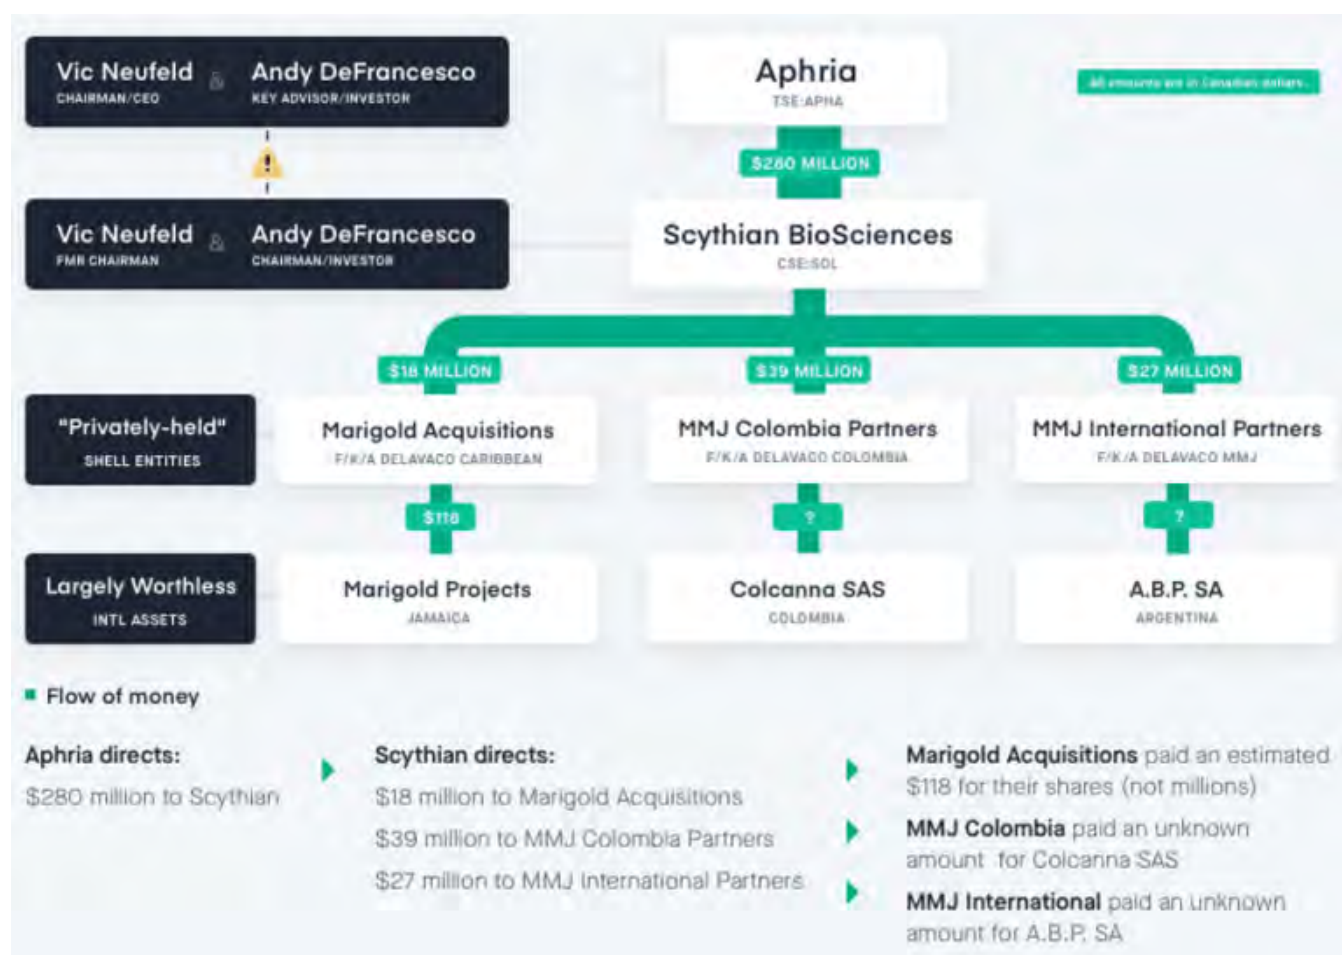 Vic Neufeld & Andy DeFrancesco
CHAIRMAN/CEO KEY ADVISOR/INVESTOR
Aphria
TSE:APHA
All amounts are in Canadian dollars.
$280 MILLION
Vic Neufeld & Andy DeFrancesco
FMR CHAIRMAN CHAIRMAN/INVESTOR
Scythian BioSciences
CSE:SOL
$18 MILLION $39 MILLION $27 MILLION
"Privately-held"
SHELL ENTITIES
Marigold Acquisitions
F/K/A DELAVACO CARIBBEAN
MMJ Colombia Partners
F/K/A DELAVACO COLOMBIA
MMJ International Partners
F/K/A DELAVACO MMJ
$118 ? ?
Largely Worthless
INTL ASSETS
Marigold Projects
JAMAICA
Colcanna SAS
COLOMBIA
A.B.P. SA
ARGENTINA
Flow of money
Aphria directs:
$280 million to Scythian
Scythian directs:
$18 million to Marigold Acquisitions
$39 million to MMJ Colombia Partners
$27 million to MMJ International Partners
Marigold Acquisitions paid an estimated
$118 for their shares (not millions)
MMJ Colombia paid an unknown
amount for Colcanna SAS
MMJ International paid an unknown
amount for A.B.P. SA